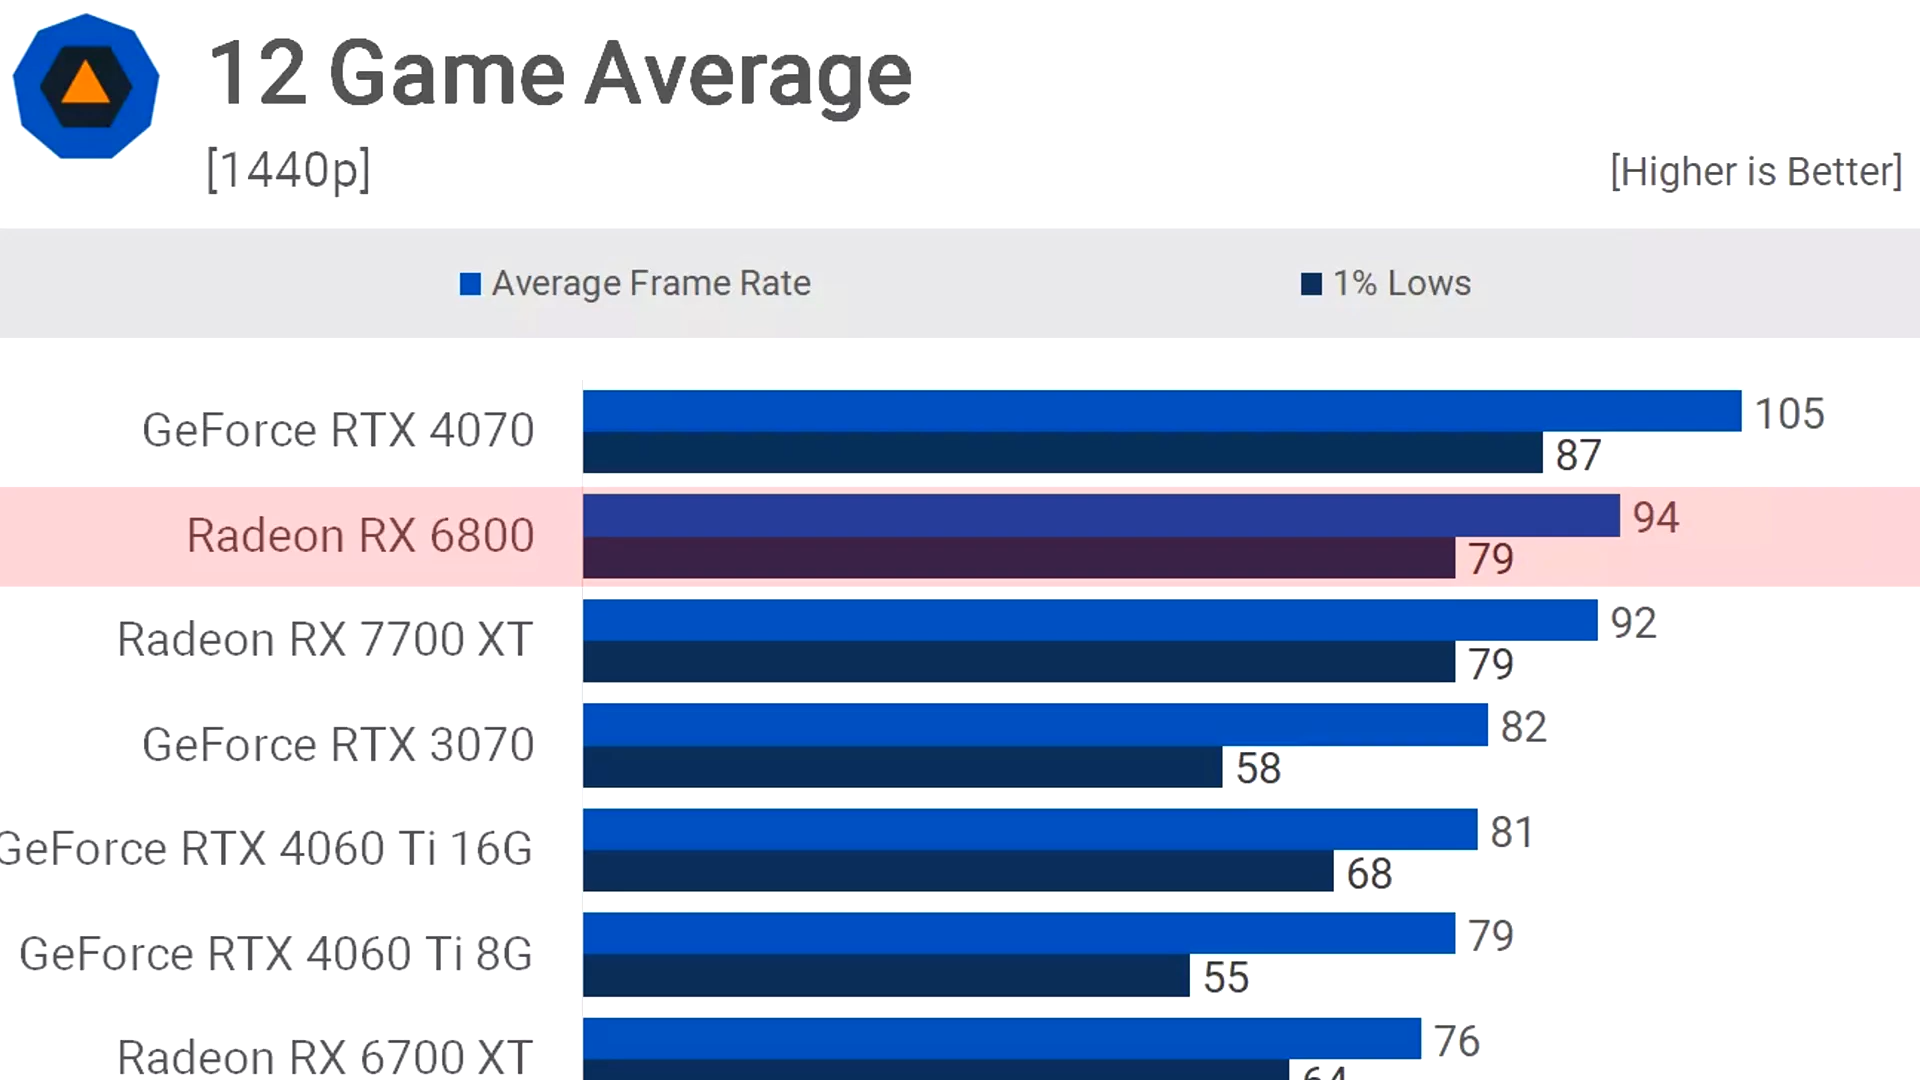 12 Game Average
[1440p]
[Higher is Better]
Average Frame Rate
1% Lows
GeForce RTX 4070
105
87
Radeon RX 6800
94
79
Radeon RX 7700 XT
92
79
GeForce RTX 3070
82
58
GeForce RTX 4060 Ti 16G
81
68
GeForce RTX 4060 Ti 8G
79
55
Radeon RX 6700 XT
76
64